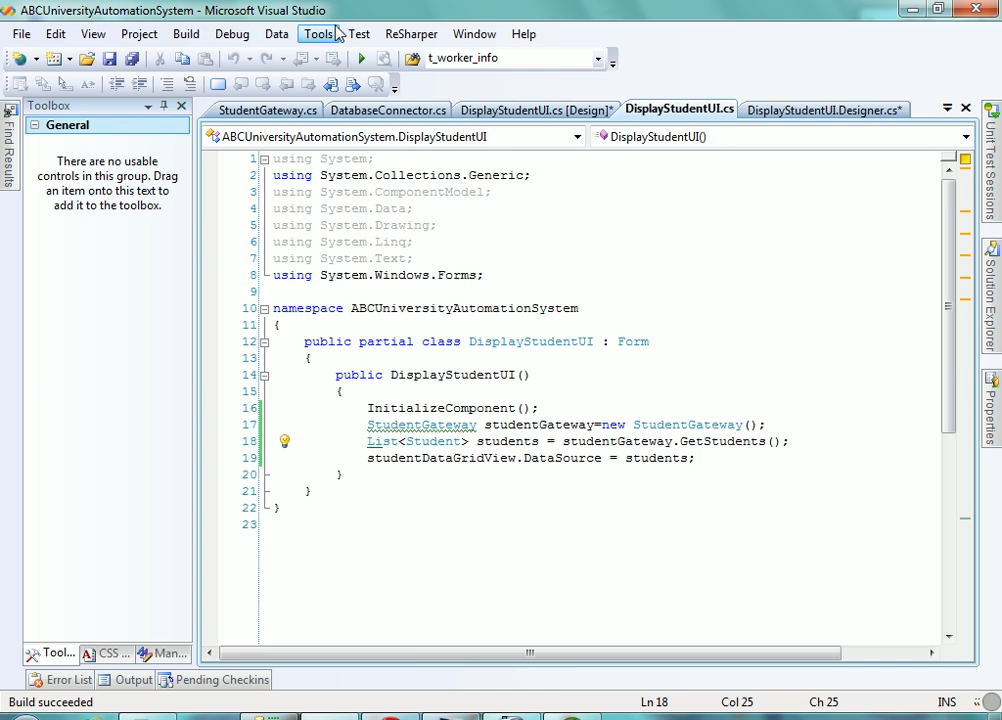 ABCUniversityAutomationSystem - Microsoft Visual Studio
File Edit View Project Build Debug Data Tools Test ReSharper Window Help
t_worker_info
Toolbox
StudentGateway.cs DatabaseConnector.cs DisplayStudentUI.cs [Design]* DisplayStudentUI.cs DisplayStudentUI.Designer.cs*
General
ABCUniversityAutomationSystem.DisplayStudentUI DisplayStudentUI()
There are no usable
controls in this group. Drag
an item onto this text to
add it to the toolbox.
Find Results
1 using System;
2 using System.Collections.Generic;
3 using System.ComponentModel;
4 using System.Data;
5 using System.Drawing;
6 using System.Linq;
7 using System.Text;
8 using System.Windows.Forms;
9
10 namespace ABCUniversityAutomationSystem
11 {
12 public partial class DisplayStudentUI : Form
13 {
14 public DisplayStudentUI()
15 {
16 InitializeComponent();
17 StudentGateway studentGateway=new StudentGateway();
18 List<Student> students = studentGateway.GetStudents();
19 studentDataGridView.DataSource = students;
20 }
21 }
22 }
23
Unit Test Sessions
Solution Explorer
Properties
Tool... CSS ... Man...
Error List Output Pending Checkins
Build succeeded Ln 18 Col 25 Ch 25 INS